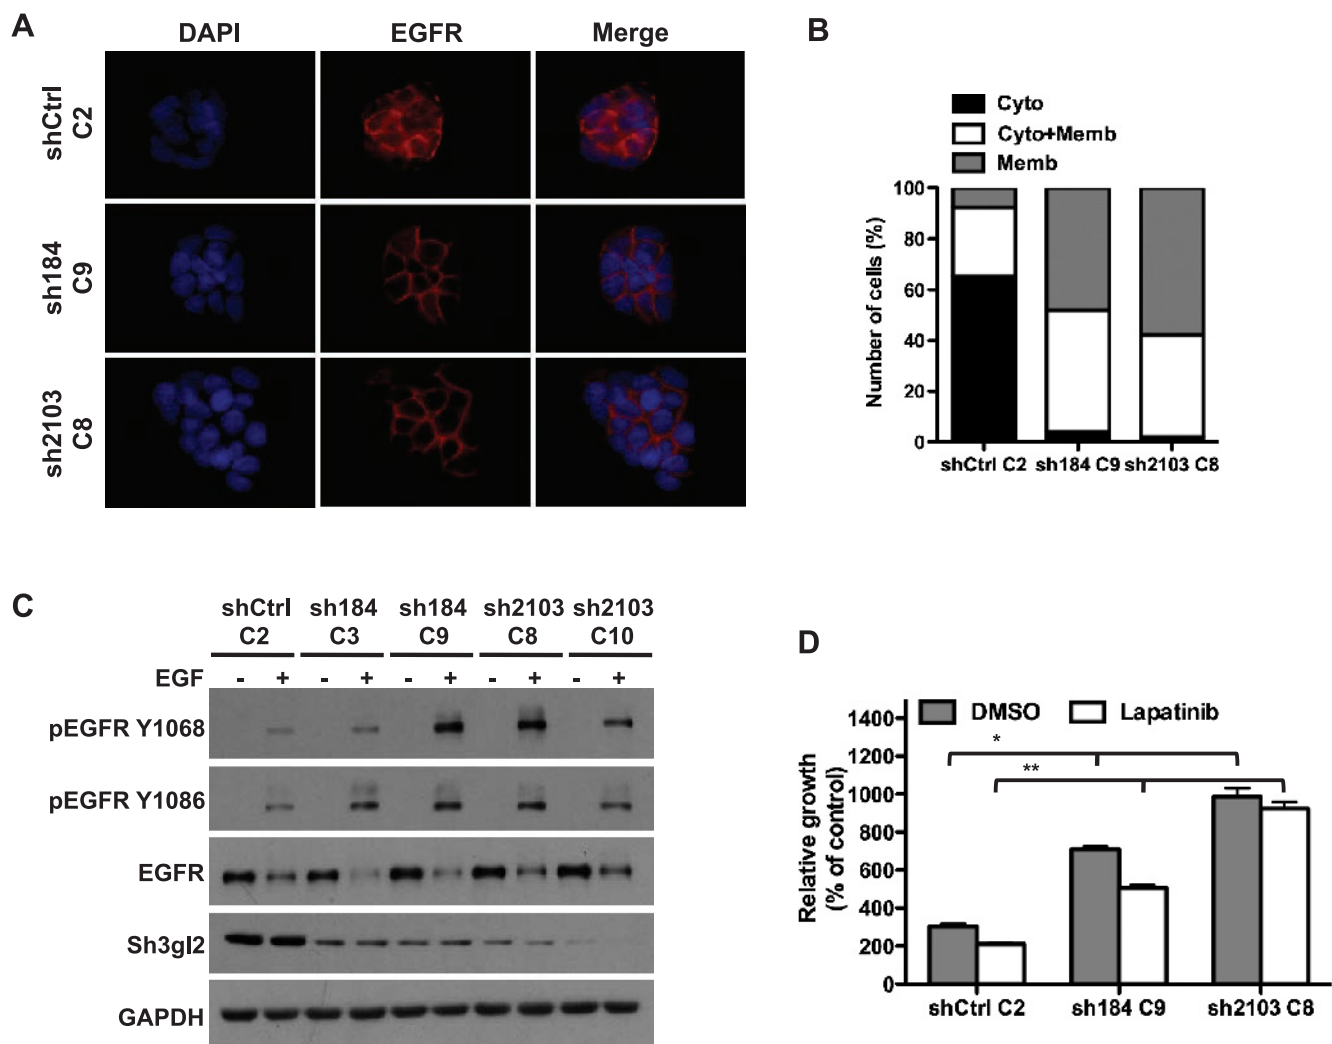 A
DAPI EGFR Merge
shCtrl C2
sh184 C9
sh2103 C8
B
Cyto
Cyto+Memb
Memb
Number of cells (%)
100
80
60
40
20
0
shCtrl C2 sh184 C9 sh2103 C8
C
shCtrl sh184 sh184 sh2103 sh2103
C2 C3 C9 C8 C10
EGF - + - + - + - + - +
pEGFR Y1068
pEGFR Y1086
EGFR
Sh3gl2
GAPDH
D
DMSO Lapatinib
Relative growth
(% of control)
1400
1200
1000
800
600
400
200
0
*
**
shCtrl C2 sh184 C9 sh2103 C8